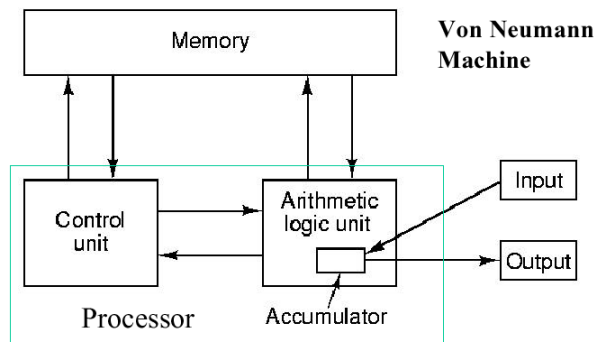 Memory
Von Neumann
Machine
Control
unit
Arithmetic
logic unit
Input
Output
Processor
Accumulator